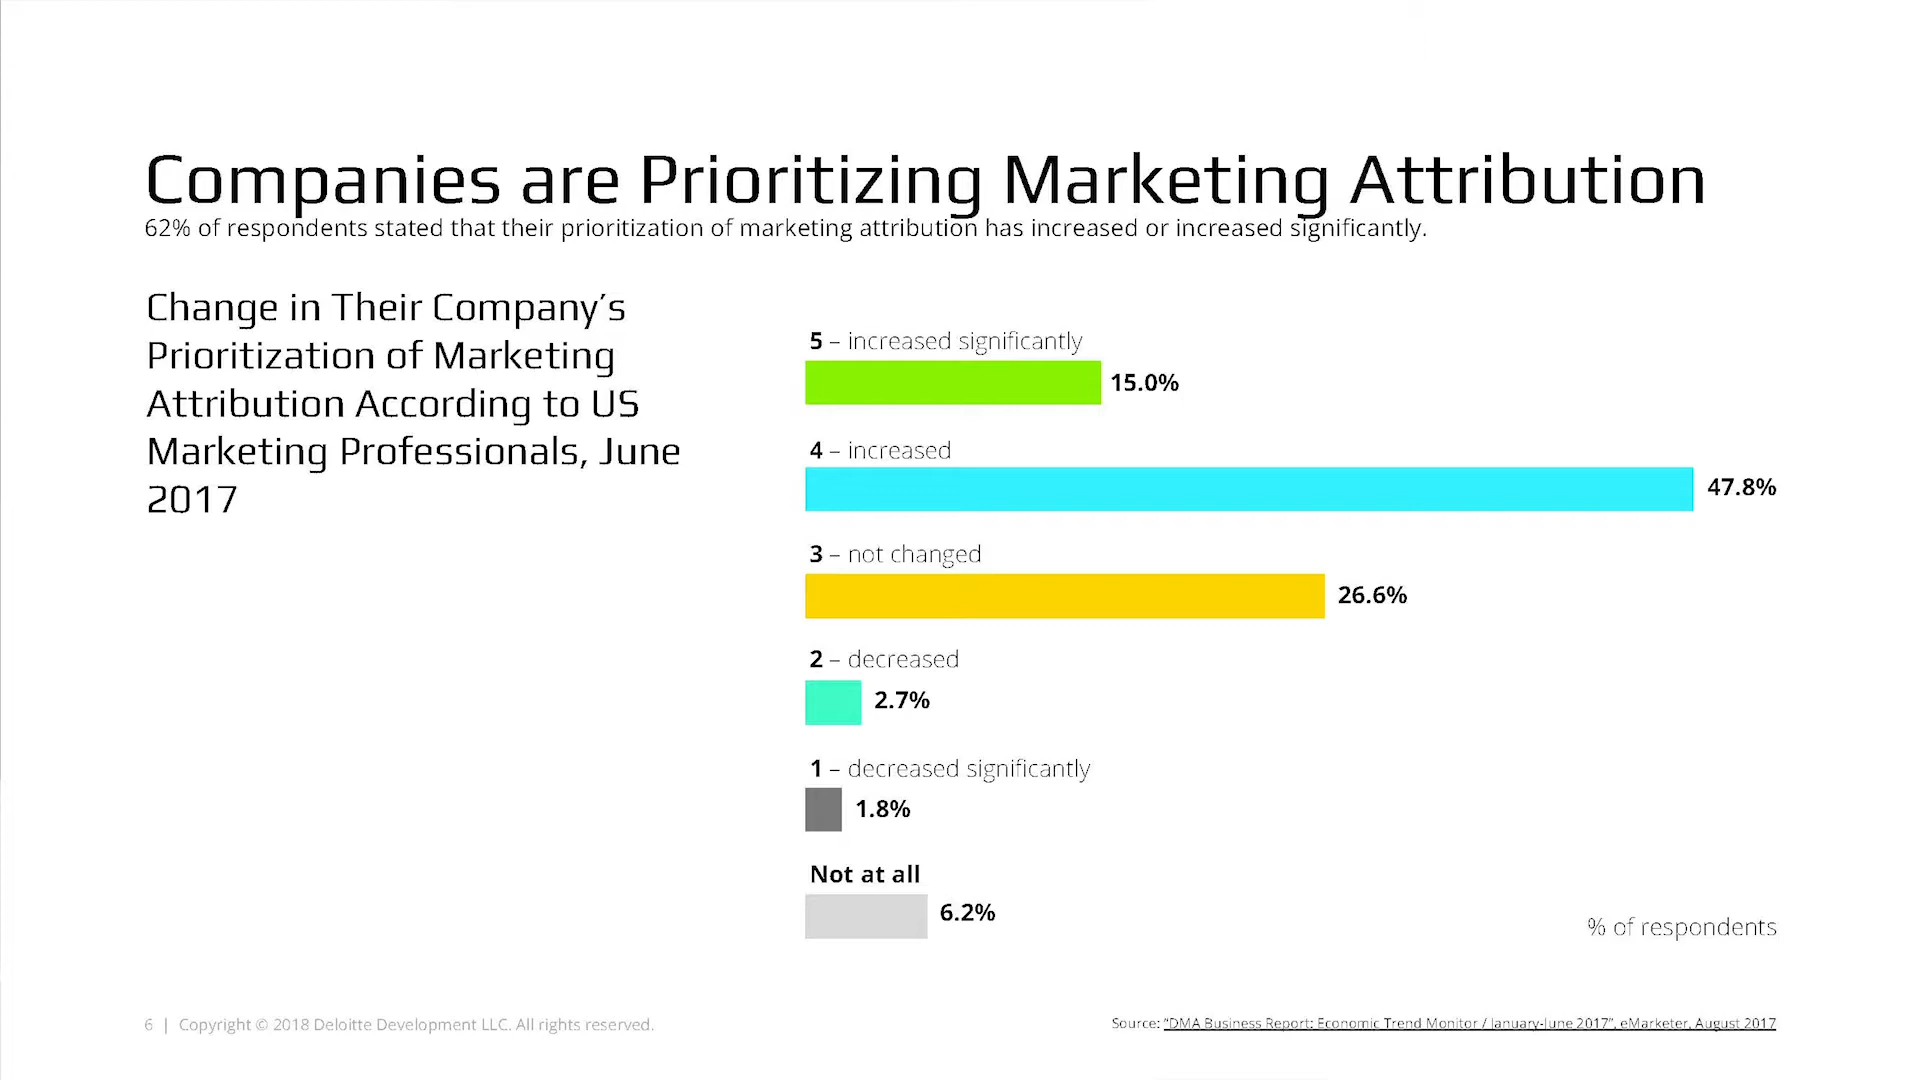 Companies are Prioritizing Marketing Attribution
62% of respondents stated that their prioritization of marketing attribution has increased or increased significantly.
Change in Their Company’s
Prioritization of Marketing
Attribution According to US
Marketing Professionals, June
2017
5 – increased significantly
15.0%
4 – increased
47.8%
3 – not changed
26.6%
2 – decreased
2.7%
1 – decreased significantly
1.8%
Not at all
6.2%
% of respondents
6 | Copyright © 2018 Deloitte Development LLC. All rights reserved.
Source: “DMA Business Report: Economic Trend Monitor / January-June 2017”, eMarketer, August 2017